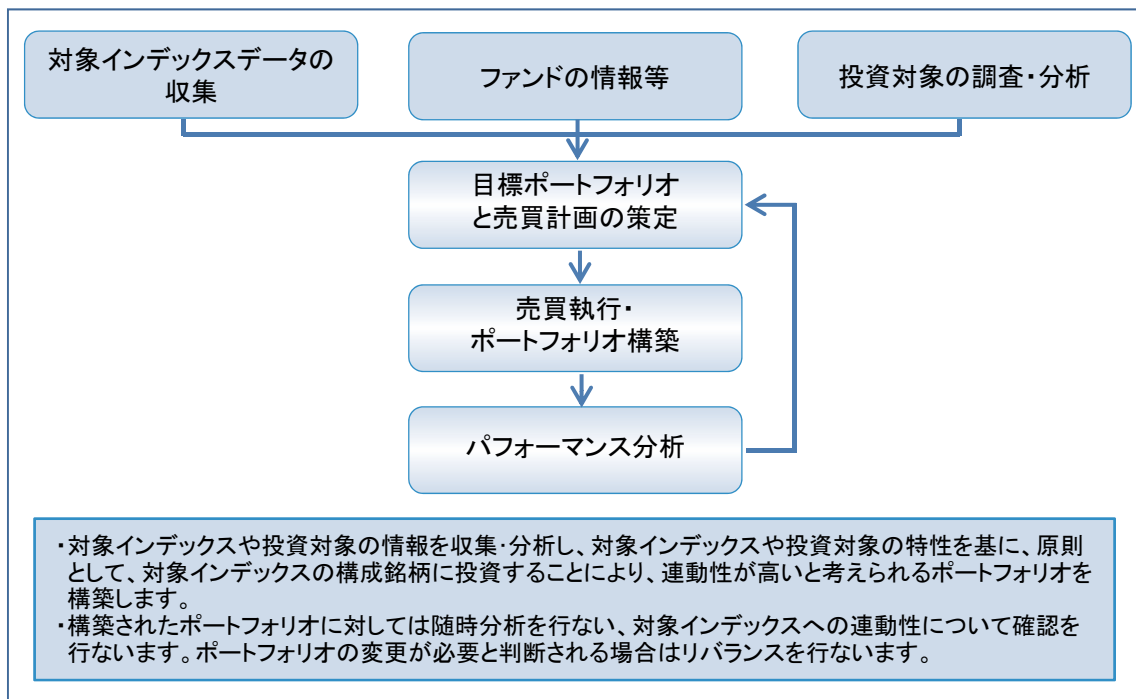 対象インデックスデータの
収集
ファンドの情報等
投資対象の調査・分析
目標ポートフォリオ
と売買計画の策定
売買執行・
ポートフォリオ構築
パフォーマンス分析
・対象インデックスや投資対象の情報を収集・分析し、対象インデックスや投資対象の特性を基に、原則
として、対象インデックスの構成銘柄に投資することにより、連動性が高いと考えられるポートフォリオを
構築します。
・構築されたポートフォリオに対しては随時分析を行ない、対象インデックスへの連動性について確認を
行ないます。ポートフォリオの変更が必要と判断される場合はリバランスを行ないます。